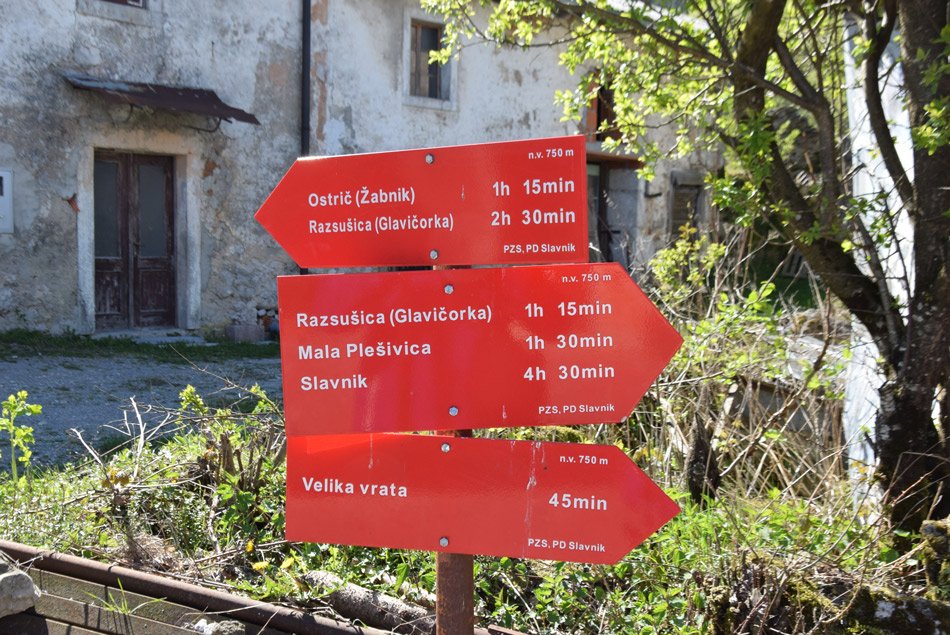 n.v. 750 m
Ostrič (Žabnik) 1h 15min
Razsušica (Glavičorka) 2h 30min
PZS, PD Slavnik
n.v. 750 m
Razsušica (Glavičorka) 1h 15min
Mala Plešivica 1h 30min
Slavnik 4h 30min
PZS, PD Slavnik
n.v. 750 m
Velika vrata 45min
PZS, PD Slavnik